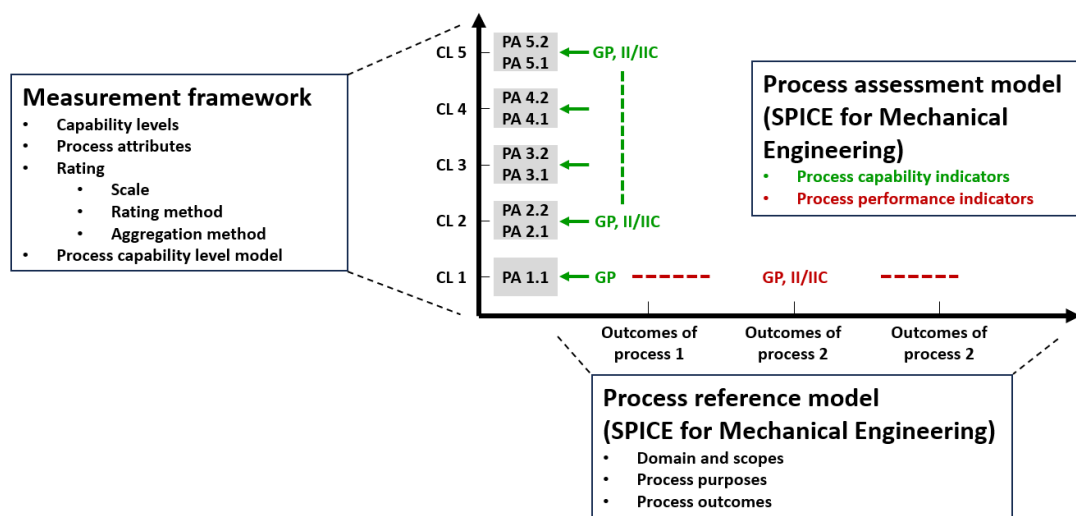 Measurement framework
• Capability levels
• Process attributes
• Rating
• Scale
• Rating method
• Aggregation method
• Process capability level model
CL 5
PA 5.2
PA 5.1
GP, II/IIC
CL 4
PA 4.2
PA 4.1
CL 3
PA 3.2
PA 3.1
CL 2
PA 2.2
PA 2.1
GP, II/IIC
CL 1
PA 1.1
GP
GP, II/IIC
Outcomes of
process 1
Outcomes of
process 2
Outcomes of
process 2
Process assessment model
(SPICE for Mechanical
Engineering)
• Process capability indicators
• Process performance indicators
Process reference model
(SPICE for Mechanical Engineering)
• Domain and scopes
• Process purposes
• Process outcomes